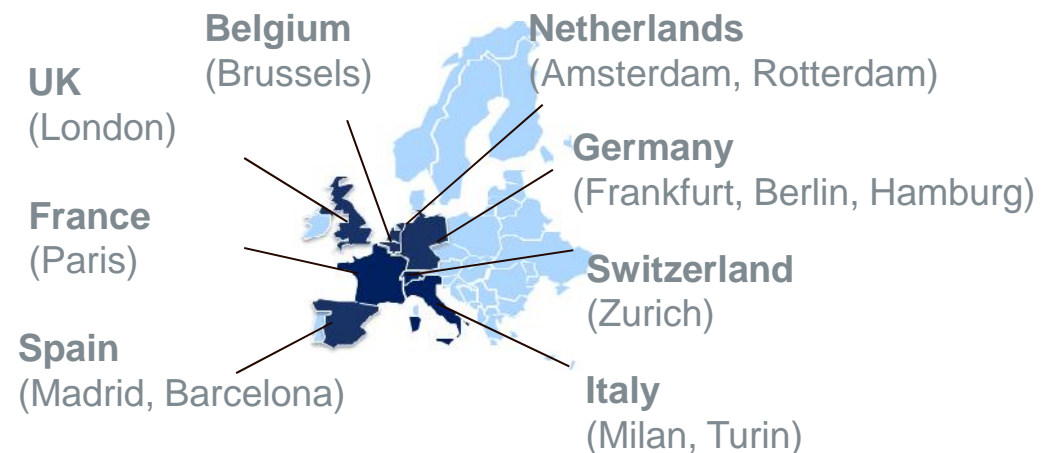 Belgium
(Brussels)
Netherlands
(Amsterdam, Rotterdam)
UK
(London)
Germany
(Frankfurt, Berlin, Hamburg)
France
(Paris)
Switzerland
(Zurich)
Spain
(Madrid, Barcelona)
Italy
(Milan, Turin)